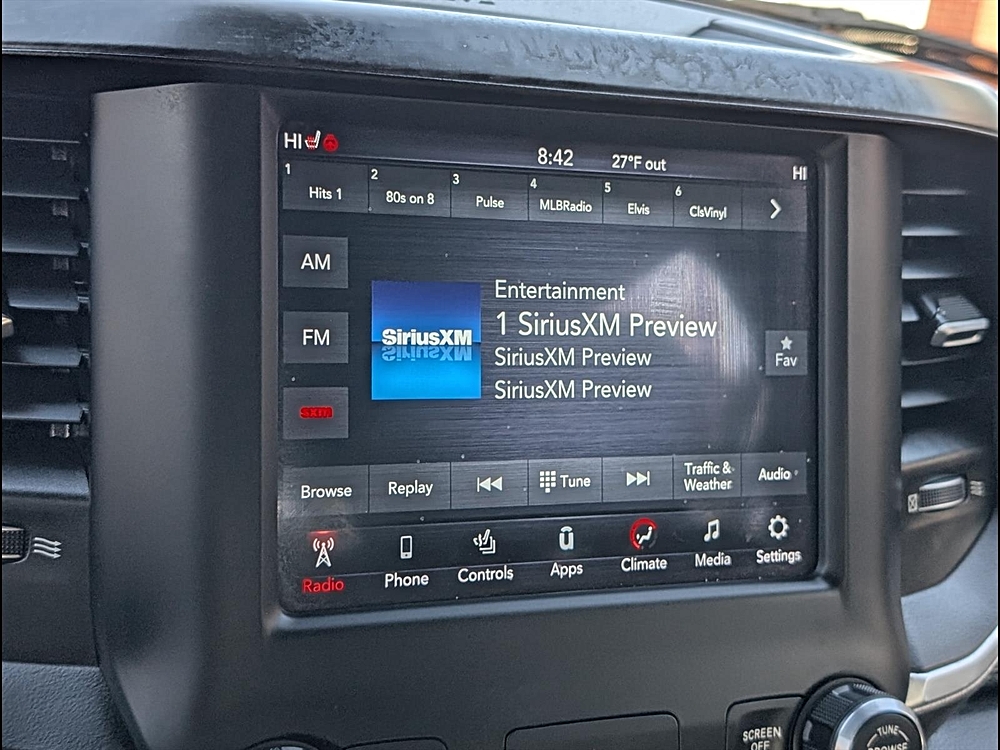 HI
8:42 27°F out
HI
1 Hits 1
2 80s on 8
3 Pulse
4 MLBRadio
5 Elvis
6 ClsVinyl
AM
FM
SXM
SiriusXM
Entertainment
1 SiriusXM Preview
SiriusXM Preview
SiriusXM Preview
Fav
Browse
Replay
Tune
Traffic &
Weather
Audio
Radio
Phone
Controls
Apps
Climate
Media
Settings
SCREEN
OFF
TUNE
BROWSE